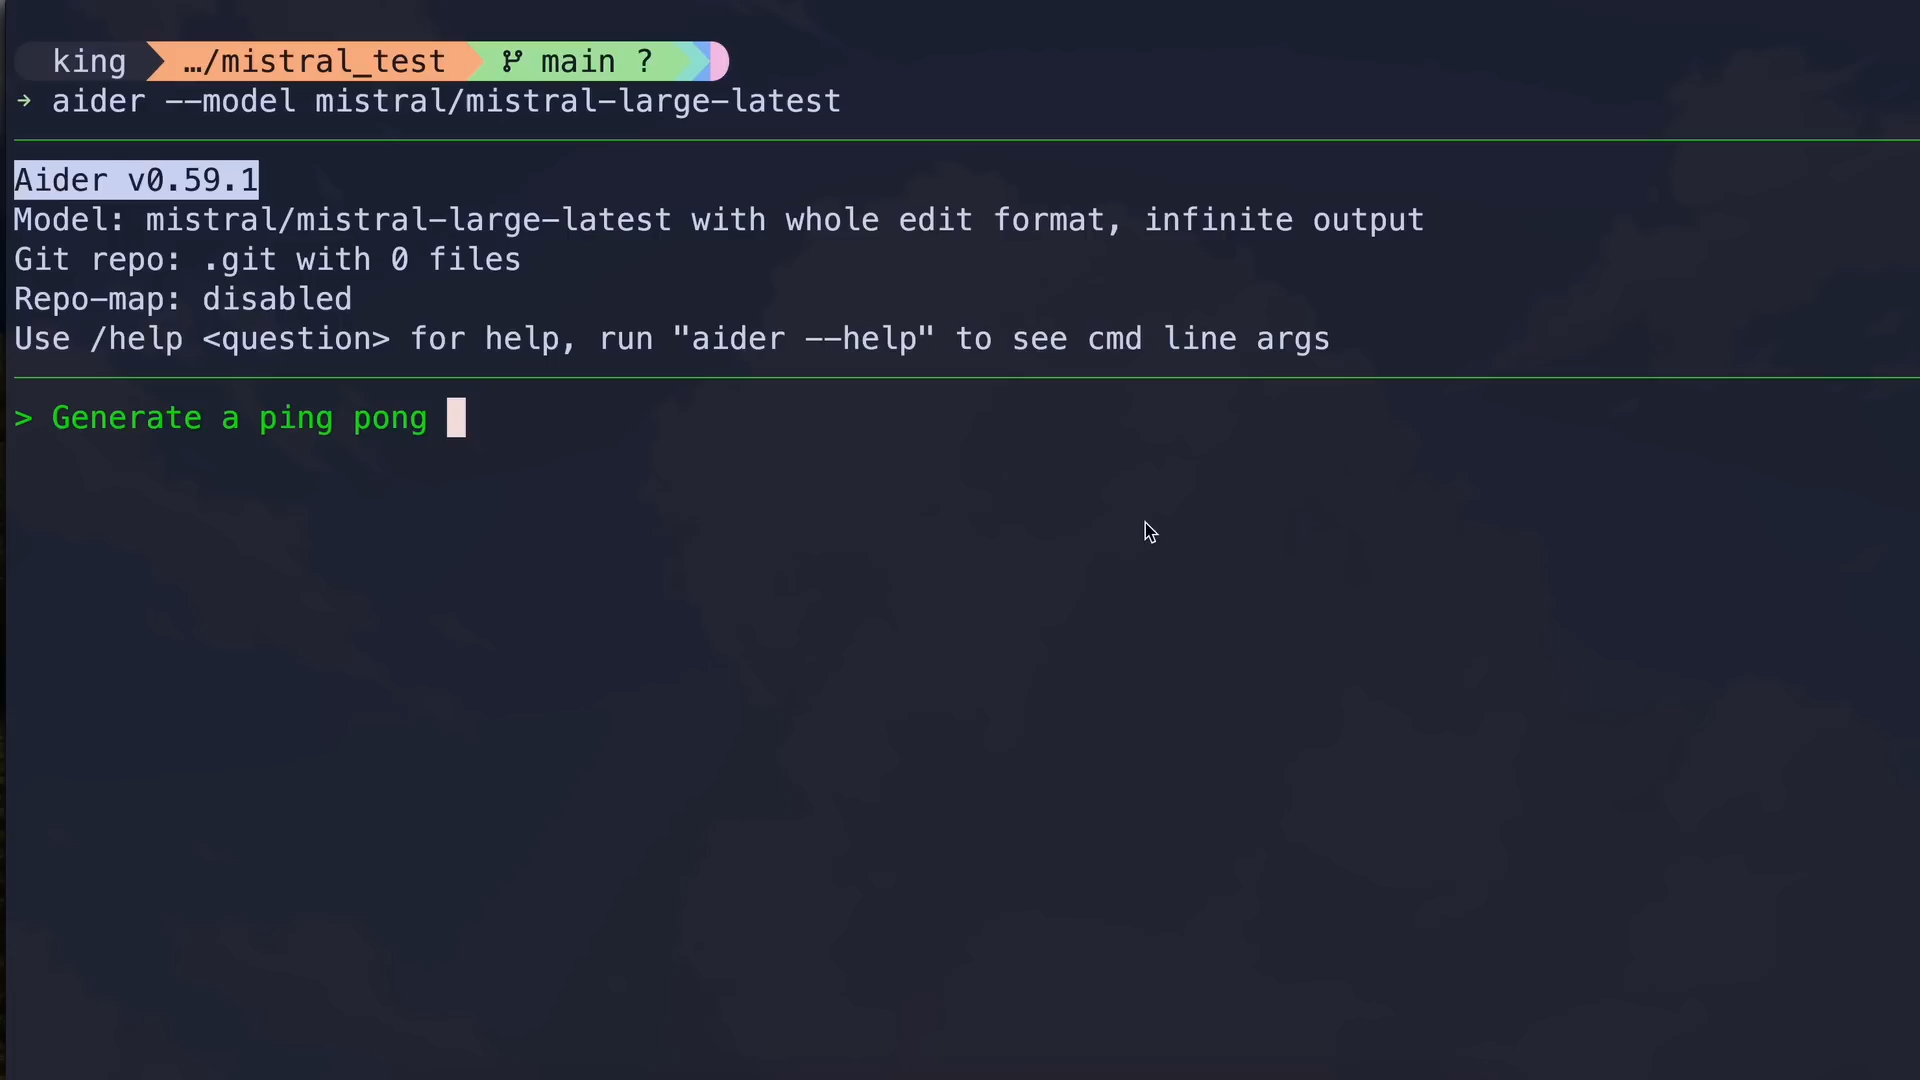 king …/mistral_test main ?
→ aider --model mistral/mistral-large-latest
Aider v0.59.1
Model: mistral/mistral-large-latest with whole edit format, infinite output
Git repo: .git with 0 files
Repo-map: disabled
Use /help <question> for help, run "aider --help" to see cmd line args
> Generate a ping pong